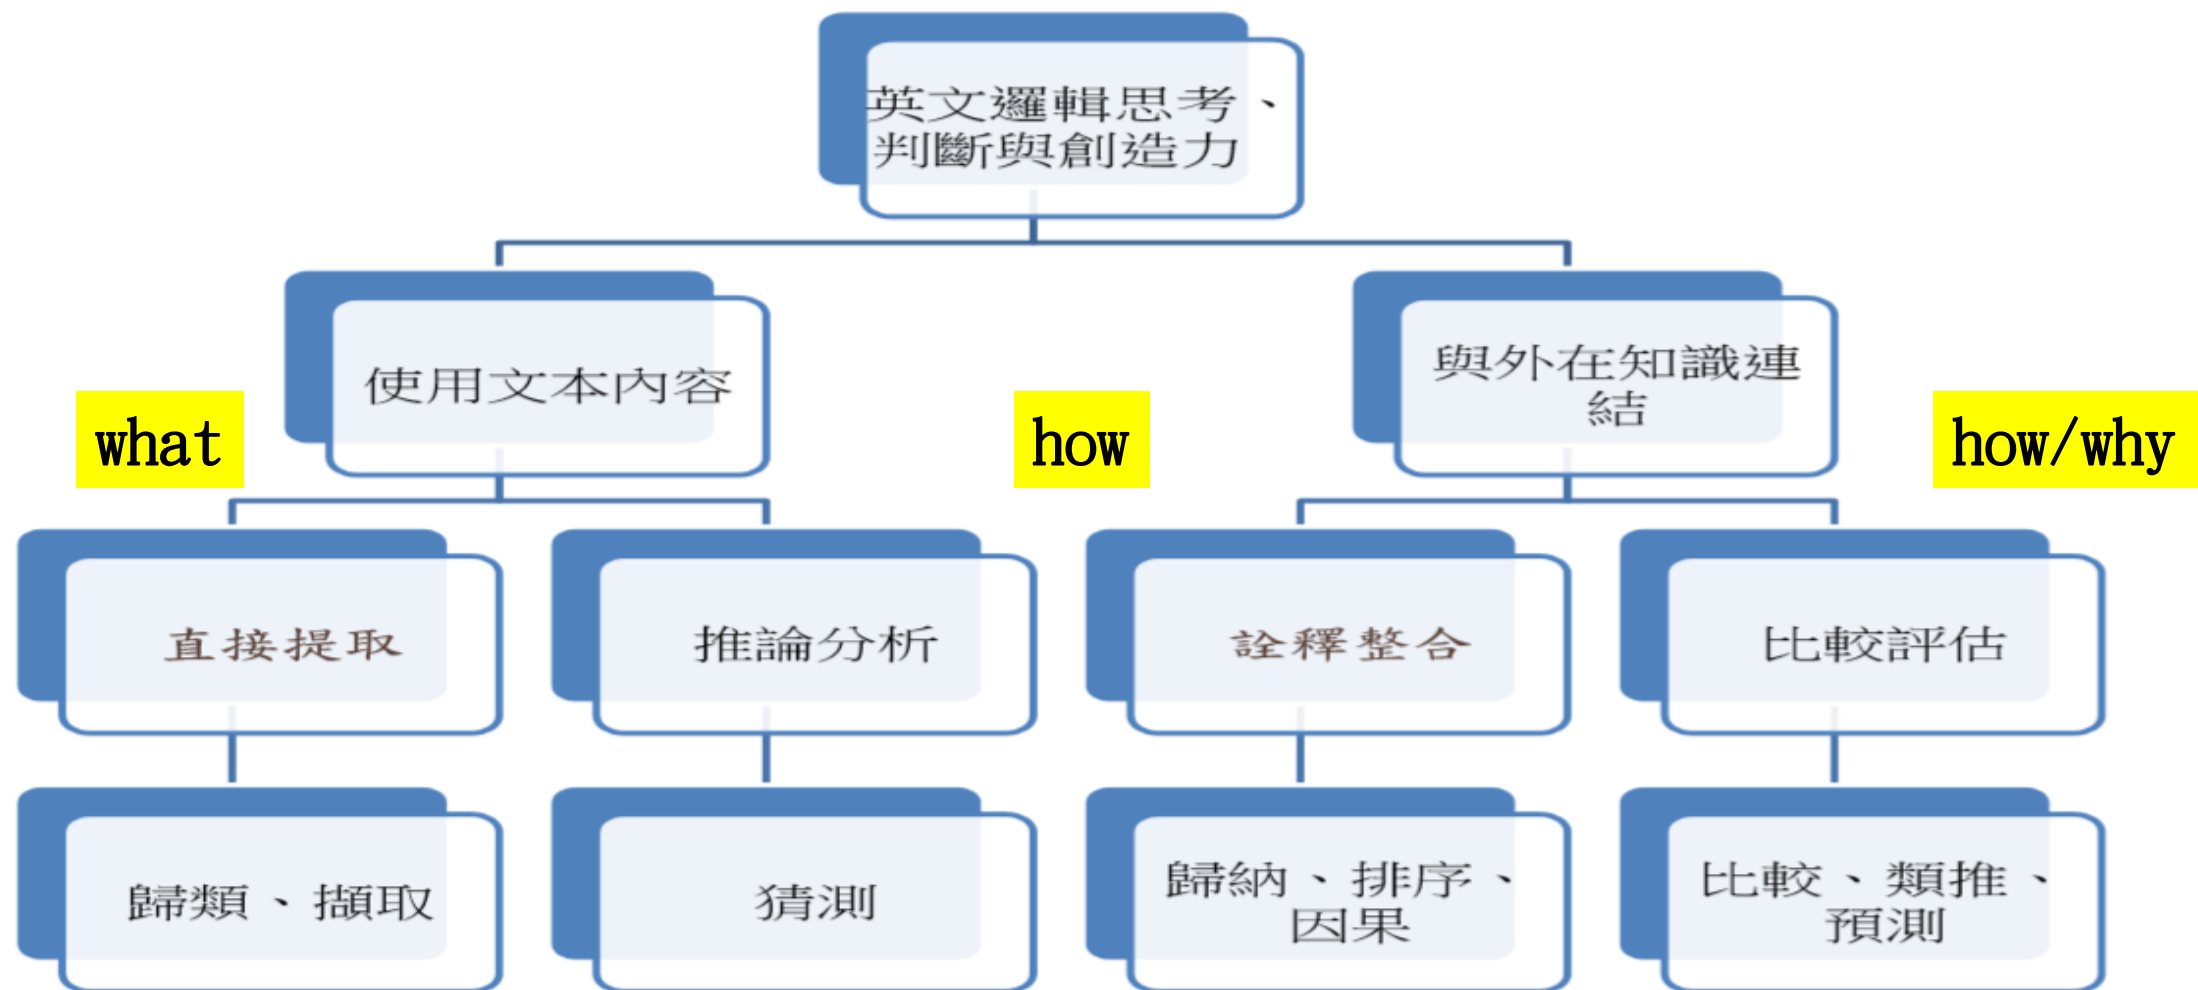 英文邏輯思考、
判斷與創造力
使用文本內容
與外在知識連
結
what
how
how/why
直接提取
推論分析
詮釋整合
比較評估
歸類、擷取
猜測
歸納、排序、
因果
比較、類推、
預測